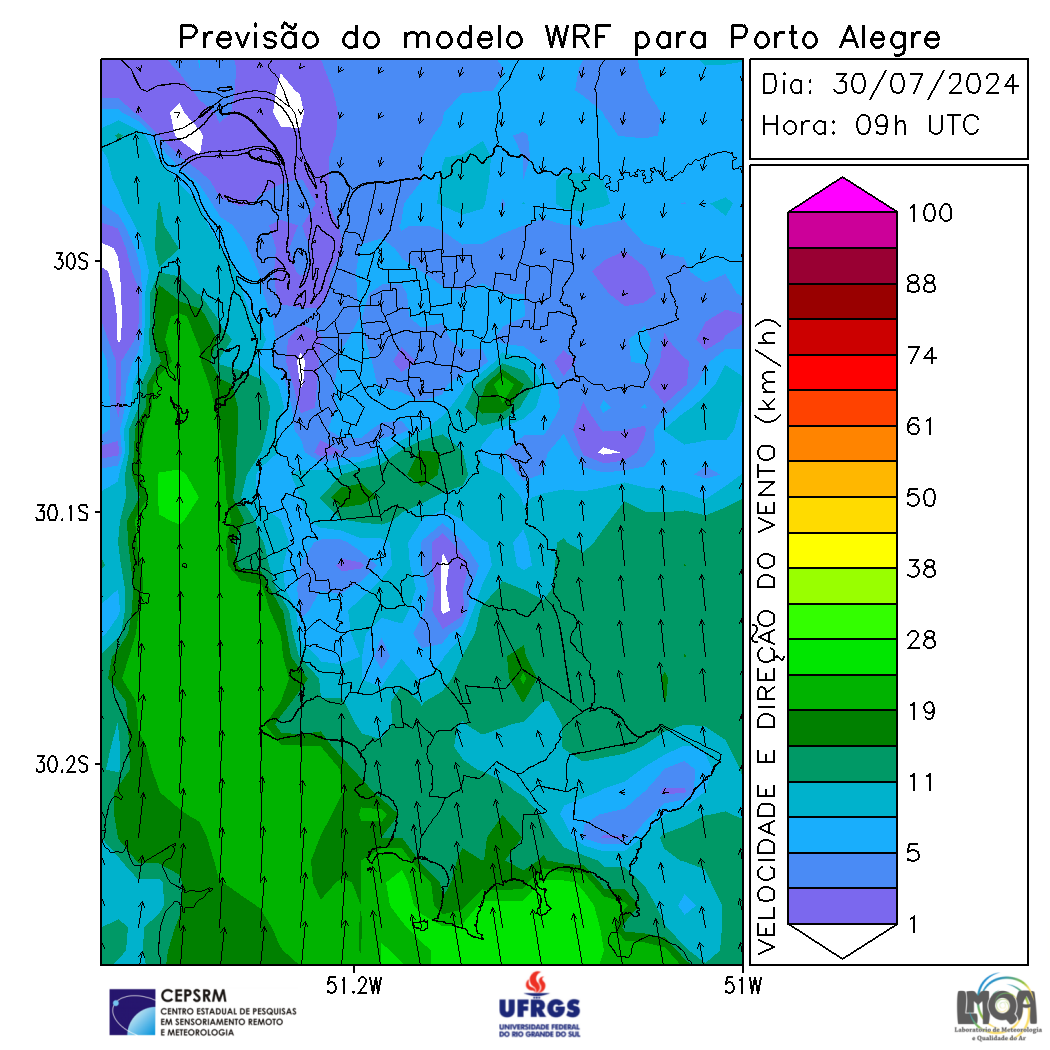 Previsão do modelo WRF para Porto Alegre
Dia: 30/07/2024
Hora: 09h UTC
30S
30.1S
30.2S
51.2W
51W
VELOCIDADE E DIREÇÃO DO VENTO (km/h)
100
88
74
61
50
38
28
19
11
5
1
CEPSRM
CENTRO ESTADUAL DE PESQUISAS
EM SENSORIAMENTO REMOTO
E METEOROLOGIA
UFRGS
UNIVERSIDADE FEDERAL
DO RIO GRANDE DO SUL
LMQA
Laboratório de Meteorologia
e Qualidade do Ar